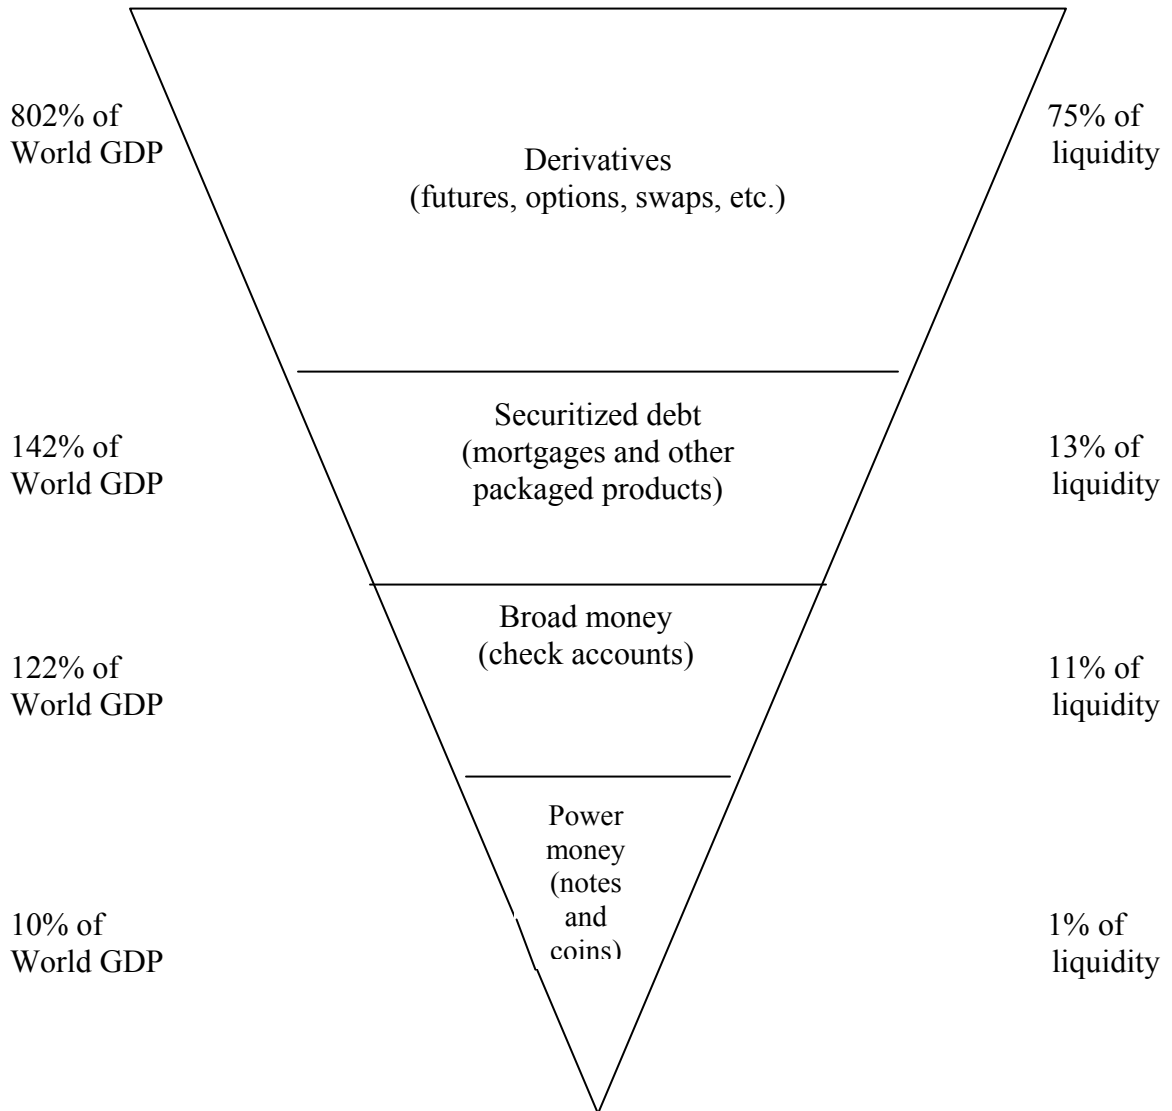 802% of
World GDP
Derivatives
(futures, options, swaps, etc.)
75% of
liquidity
142% of
World GDP
Securitized debt
(mortgages and other
packaged products)
13% of
liquidity
122% of
World GDP
Broad money
(check accounts)
11% of
liquidity
10% of
World GDP
Power
money
(notes
and
coins)
1% of
liquidity